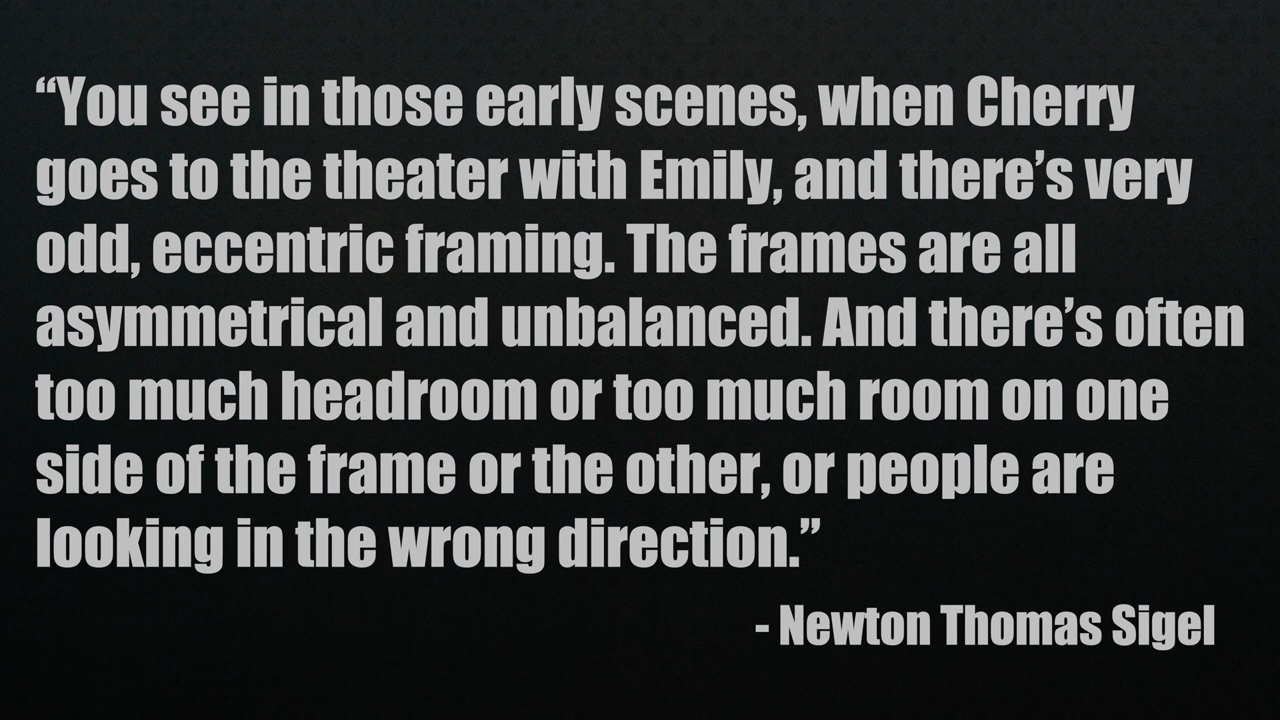 “You see in those early scenes, when Cherry
goes to the theater with Emily, and there’s very
odd, eccentric framing. The frames are all
asymmetrical and unbalanced. And there’s often
too much headroom or too much room on one
side of the frame or the other, or people are
looking in the wrong direction.”
- Newton Thomas Sigel